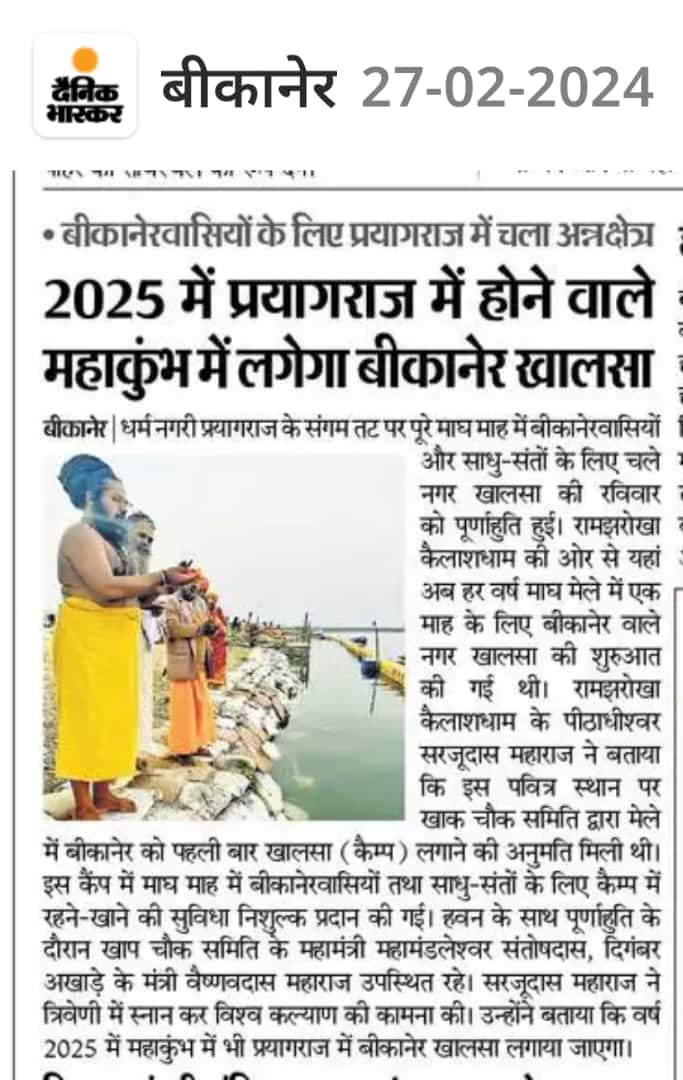 दैनिक
भास्कर
बीकानेर 27-02-2024
• बीकानेरवासियों के लिए प्रयागराज में चला अन्नक्षेत्र
2025 में प्रयागराज में होने वाले
महाकुंभ में लगेगा बीकानेर खालसा
बीकानेर | धर्म नगरी प्रयागराज के संगम तट पर पूरे माघ माह में बीकानेरवासियों
और साधु-संतों के लिए चले
नगर खालसा की रविवार
को पूर्णाहुति हुई। रामझरोखा
कैलाशधाम की ओर से यहां
अब हर वर्ष माघ मेले में एक
माह के लिए बीकानेर वाले
नगर खालसा की शुरुआत
की गई थी। रामझरोखा
कैलाशधाम के पीठाधीश्वर
सरजूदास महाराज ने बताया
कि इस पवित्र स्थान पर
खाक चौक समिति द्वारा मेले
में बीकानेर को पहली बार खालसा (कैम्प) लगाने की अनुमति मिली थी।
इस कैंप में माघ माह में बीकानेरवासियों तथा साधु-संतों के लिए कैम्प में
रहने-खाने की सुविधा निशुल्क प्रदान की गई। हवन के साथ पूर्णाहुति के
दौरान खाप चौक समिति के महामंत्री महामंडलेश्वर संतोषदास, दिगंबर
अखाड़े के मंत्री वैष्णवदास महाराज उपस्थित रहे। सरजूदास महाराज ने
त्रिवेणी में स्नान कर विश्व कल्याण की कामना की। उन्होंने बताया कि वर्ष
2025 में महाकुंभ में भी प्रयागराज में बीकानेर खालसा लगाया जाएगा।